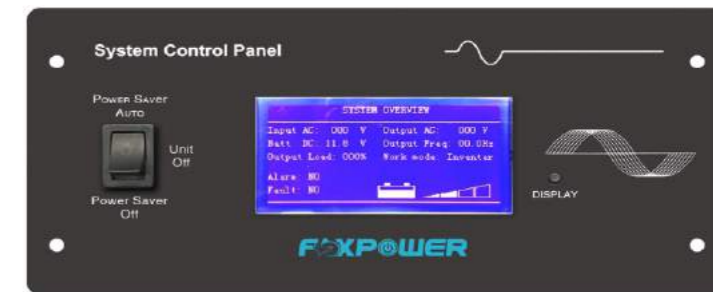 System Control Panel
Power Saver
Auto
Unit
Off
Power Saver
Off
SYSTEM OVERVIEW
Input AC: 000 V Output AC: 000 V
Batt DC: 11.8 V Output Freq: 00.0Hz
Output Load: 000% Work mode: Inventer
Alarm: NO
Fault: NO
DISPLAY
FOXPOWER